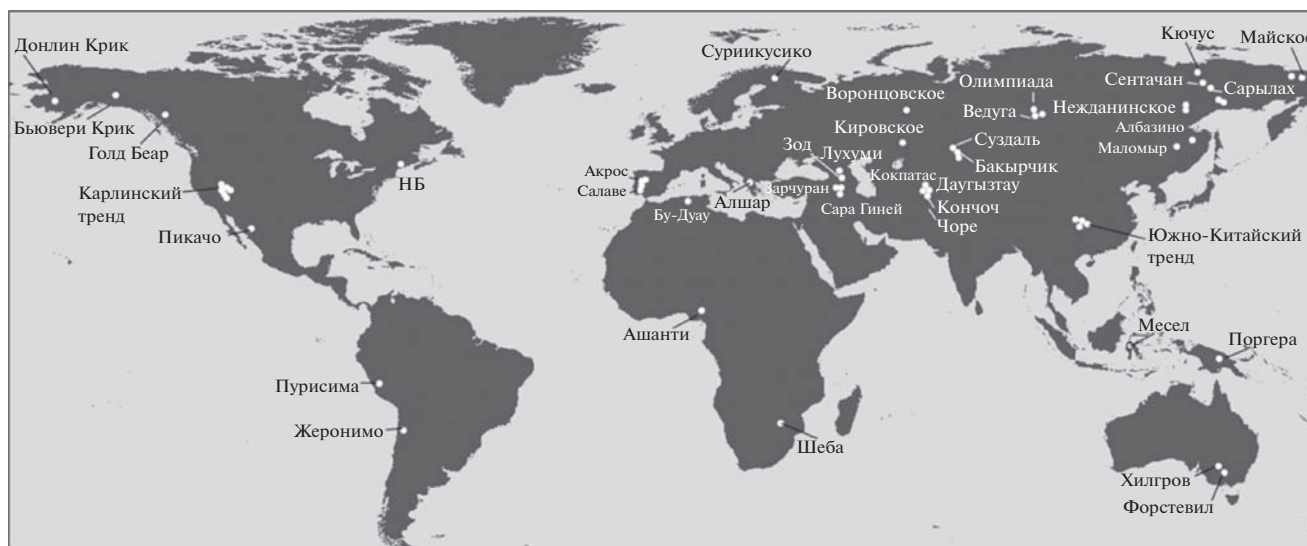 Донлин Крик
Бьювери Крик
Голд Беар
Карлинский
тренд
Пикачо
НБ
Пурисима
Жеронимо
Суриикусико
Воронцовское
Кировское
Зод
Лухуми
Акрос
Салаве
Бу-Дуау
Алшар
Зарчуран
Сара Гиней
Кокпатас
Даугызтау
Кончоч
Чоре
Олимпиада
Ведуга
Суздаль
Бакырчик
Кючус
Майское
Сентачан
Сарылах
Нежданинское
Албазино
Маломыр
Южно-Китайский
тренд
Ашанти
Шеба
Месел
Поргера
Хилгров
Форстевил